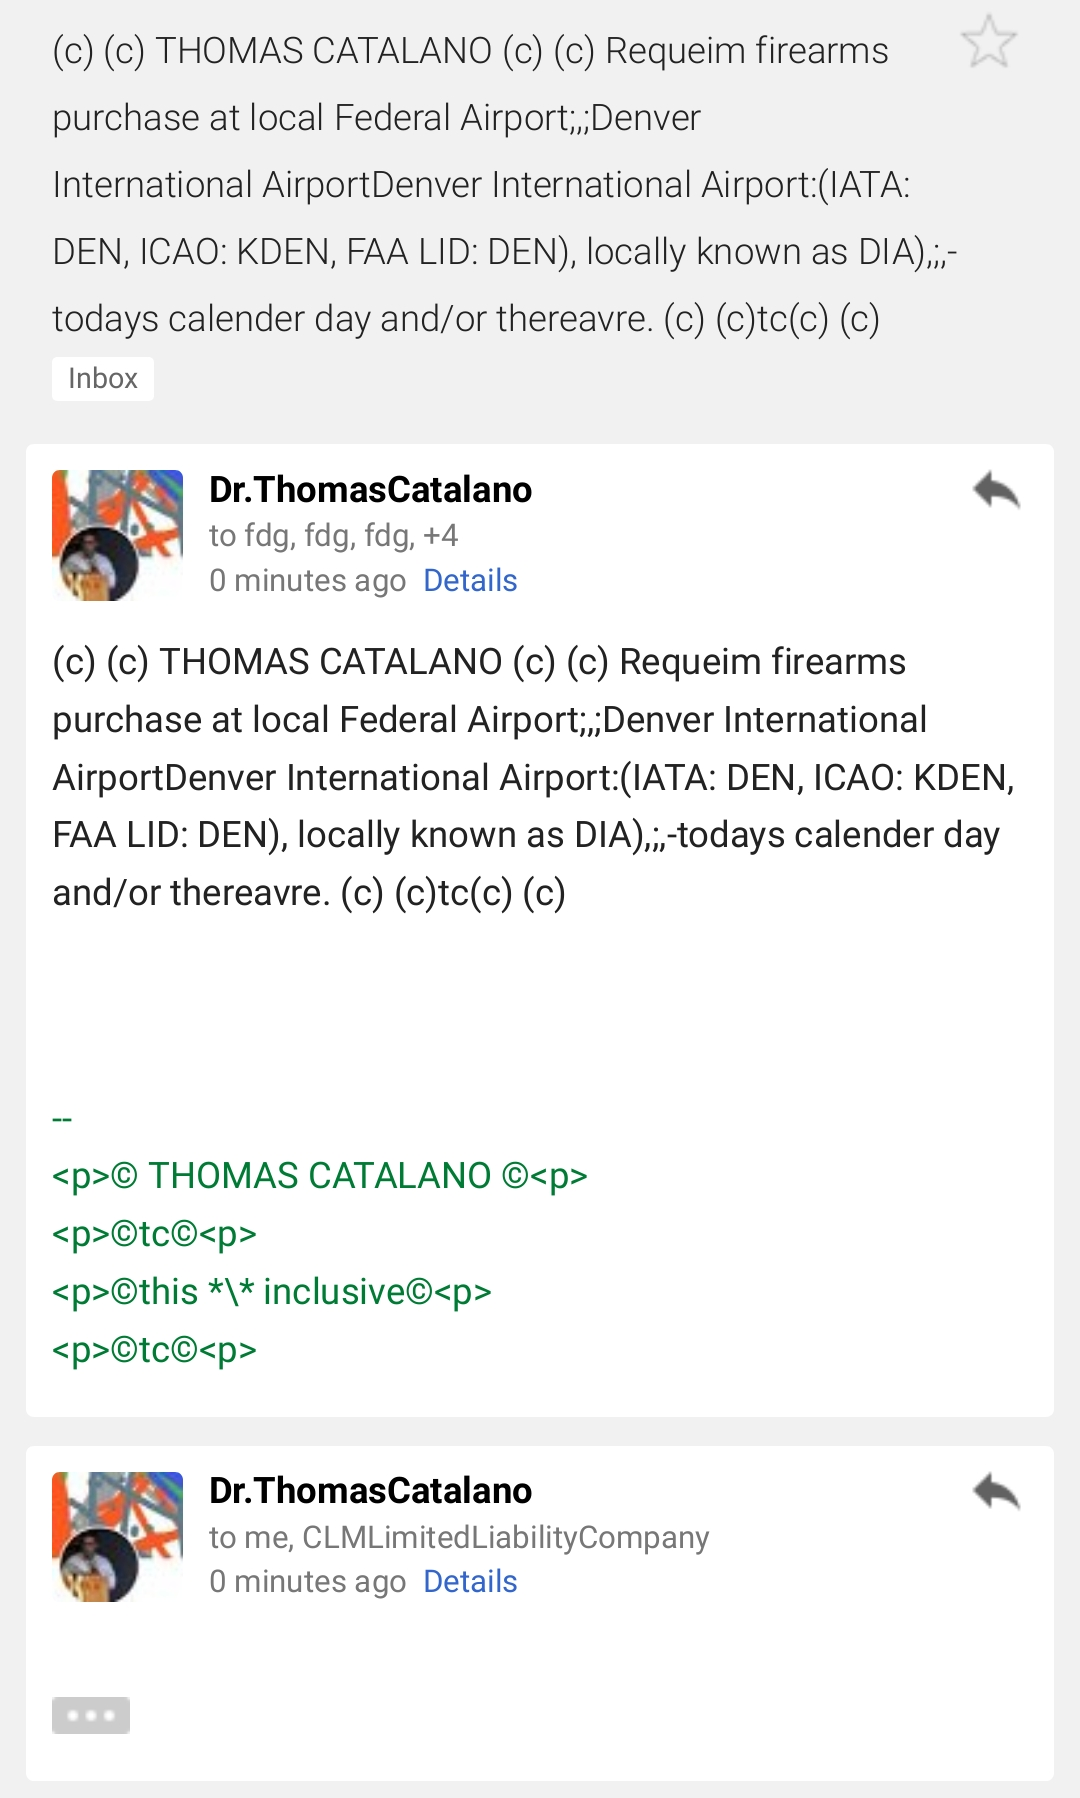 (c) (c) THOMAS CATALANO (c) (c) Requeim firearms
purchase at local Federal Airport;,;Denver
International AirportDenver International Airport:(IATA:
DEN, ICAO: KDEN, FAA LID: DEN), locally known as DIA),;,-
todays calender day and/or thereavre. (c) (c)tc(c) (c)
Inbox
Dr.ThomasCatalano
to fdg, fdg, fdg, +4
0 minutes ago Details
(c) (c) THOMAS CATALANO (c) (c) Requeim firearms
purchase at local Federal Airport;,;Denver International
AirportDenver International Airport:(IATA: DEN, ICAO: KDEN,
FAA LID: DEN), locally known as DIA),;,-todays calender day
and/or thereavre. (c) (c)tc(c) (c)
--
<p>© THOMAS CATALANO ©<p>
<p>©tc©<p>
<p>©this *\* inclusive©<p>
<p>©tc©<p>
Dr.ThomasCatalano
to me, CLMLimitedLiabilityCompany
0 minutes ago Details